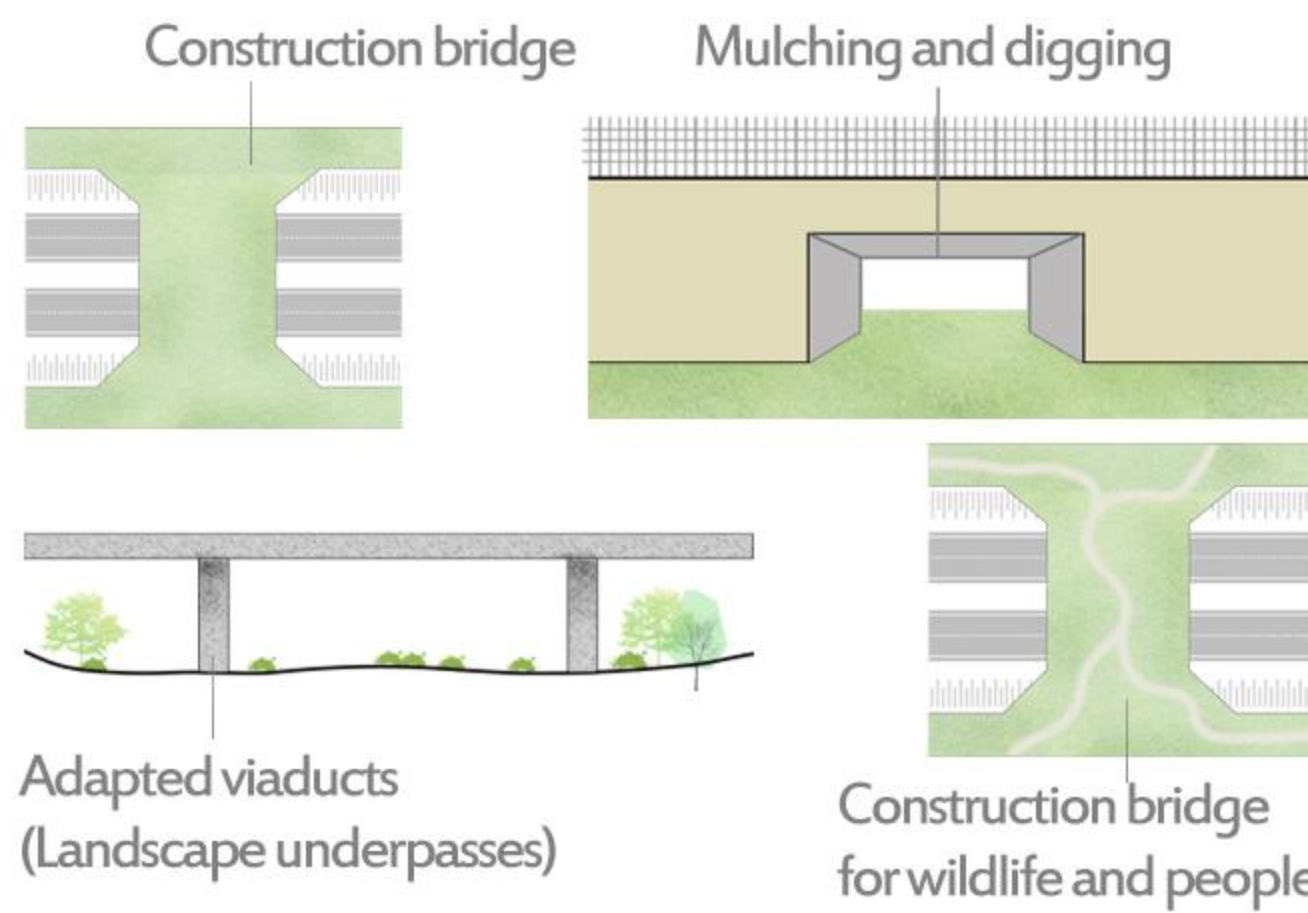 Construction bridge
Mulching and digging
Adapted viaducts
(Landscape underpasses)
Construction bridge
for wildlife and people